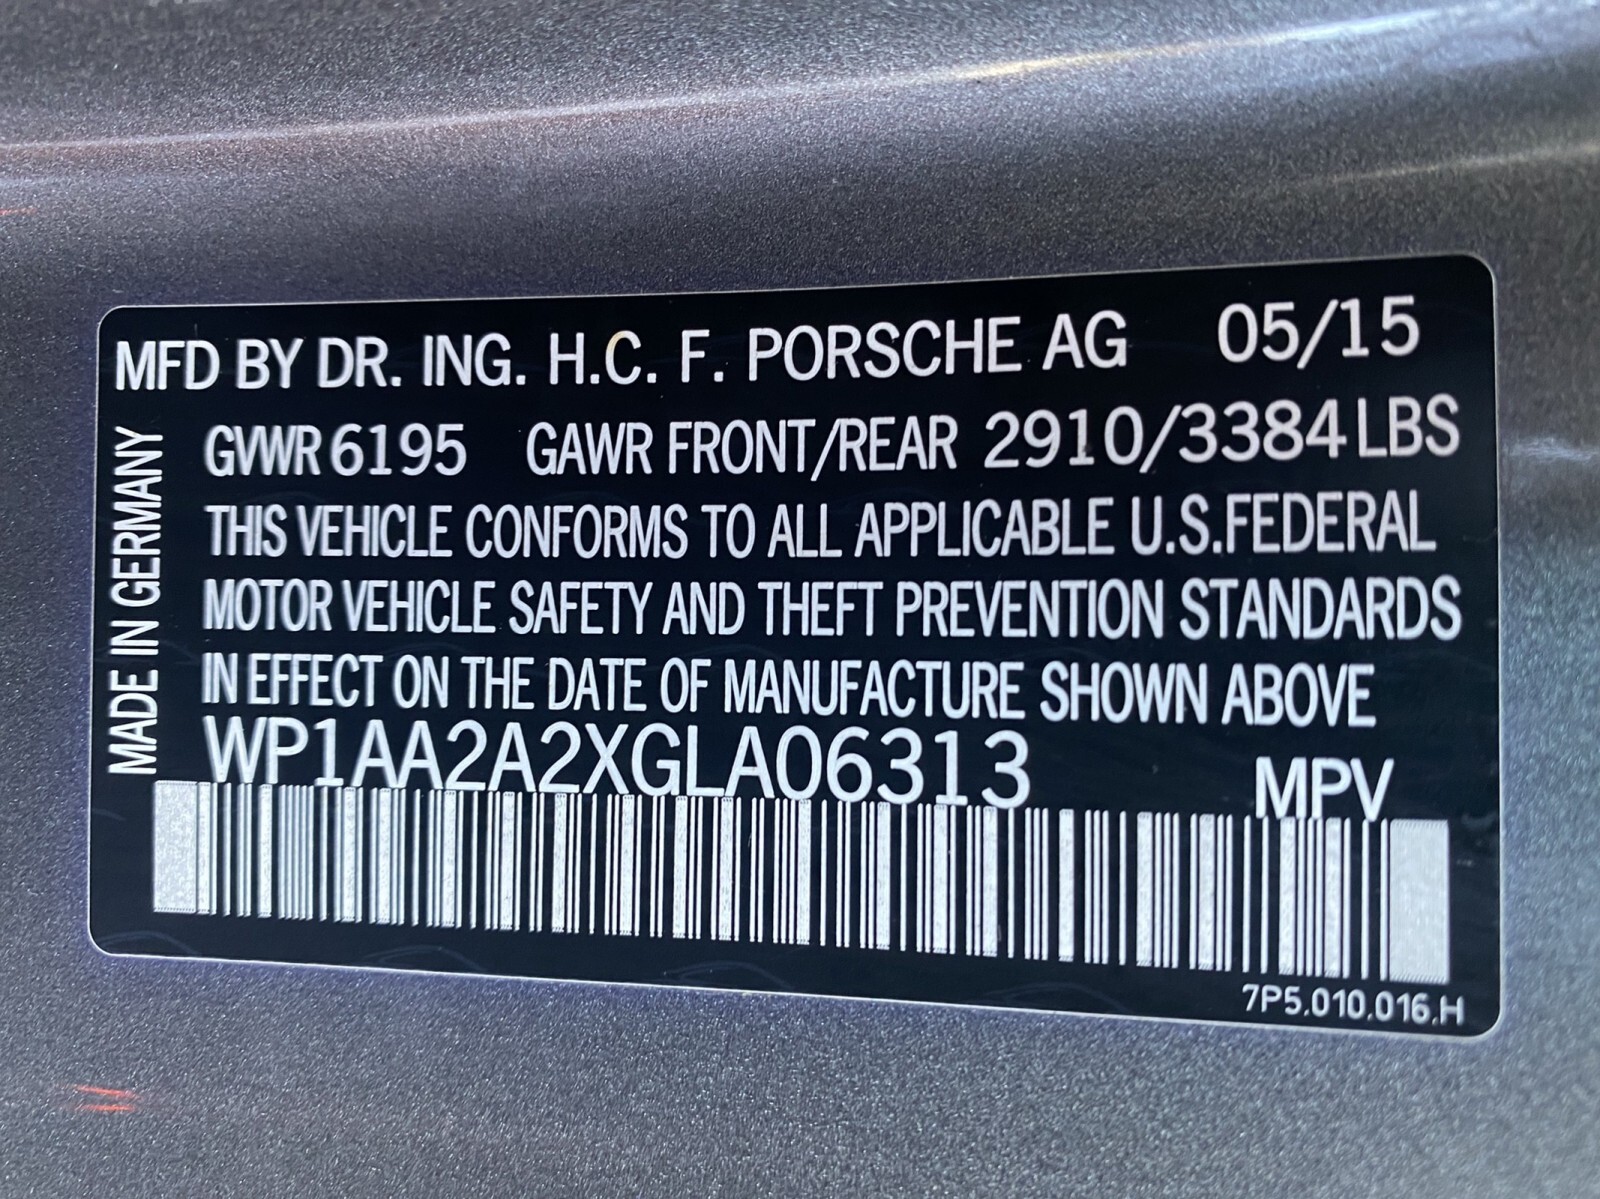 MFD BY DR. ING. H.C. F. PORSCHE AG 05/15
GVWR 6195 GAWR FRONT/REAR 2910/3384 LBS
THIS VEHICLE CONFORMS TO ALL APPLICABLE U.S.FEDERAL
MOTOR VEHICLE SAFETY AND THEFT PREVENTION STANDARDS
IN EFFECT ON THE DATE OF MANUFACTURE SHOWN ABOVE
WP1AA2A2XGLA06313 MPV
7P5.010.016.H
MADE IN GERMANY